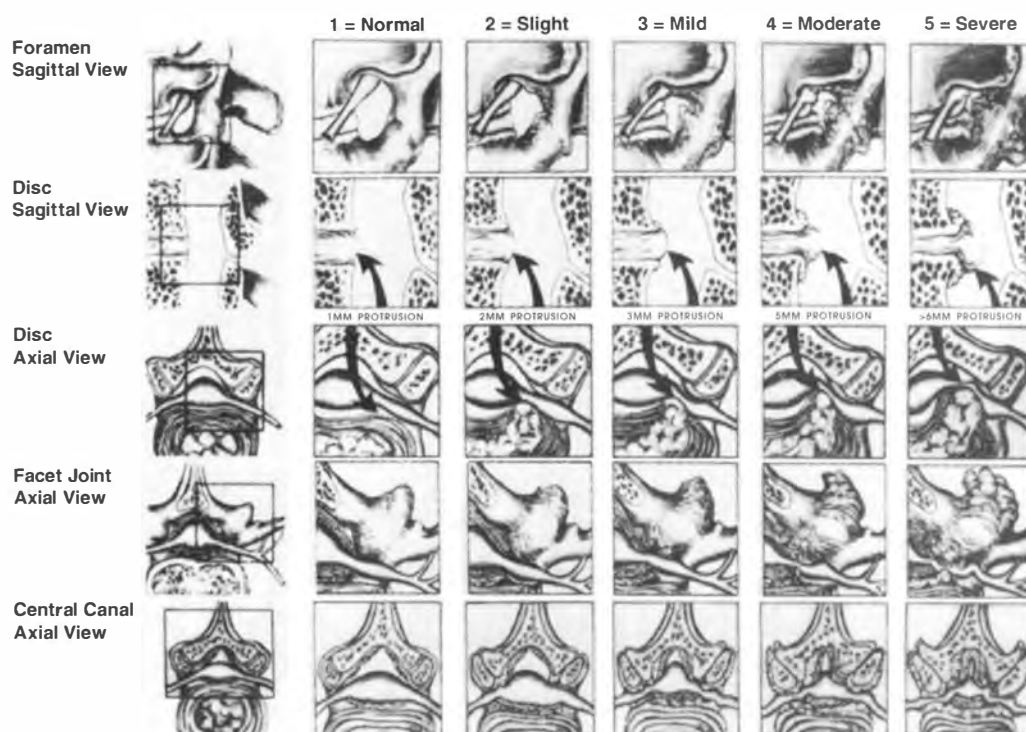 1 = Normal 2 = Slight 3 = Mild 4 = Moderate 5 = Severe
Foramen
Sagittal View
Disc
Sagittal View
1MM PROTRUSION 2MM PROTRUSION 3MM PROTRUSION 5MM PROTRUSION >6MM PROTRUSION
Disc
Axial View
Facet Joint
Axial View
Central Canal
Axial View